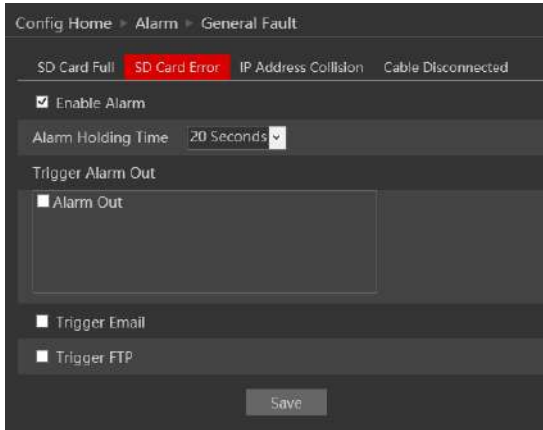 Config Home ▶ Alarm ▶ General Fault
SD Card Full SD Card Error IP Address Collision Cable Disconnected
Enable Alarm
Alarm Holding Time 20 Seconds
Trigger Alarm Out
Alarm Out
Trigger Email
Trigger FTP
Save